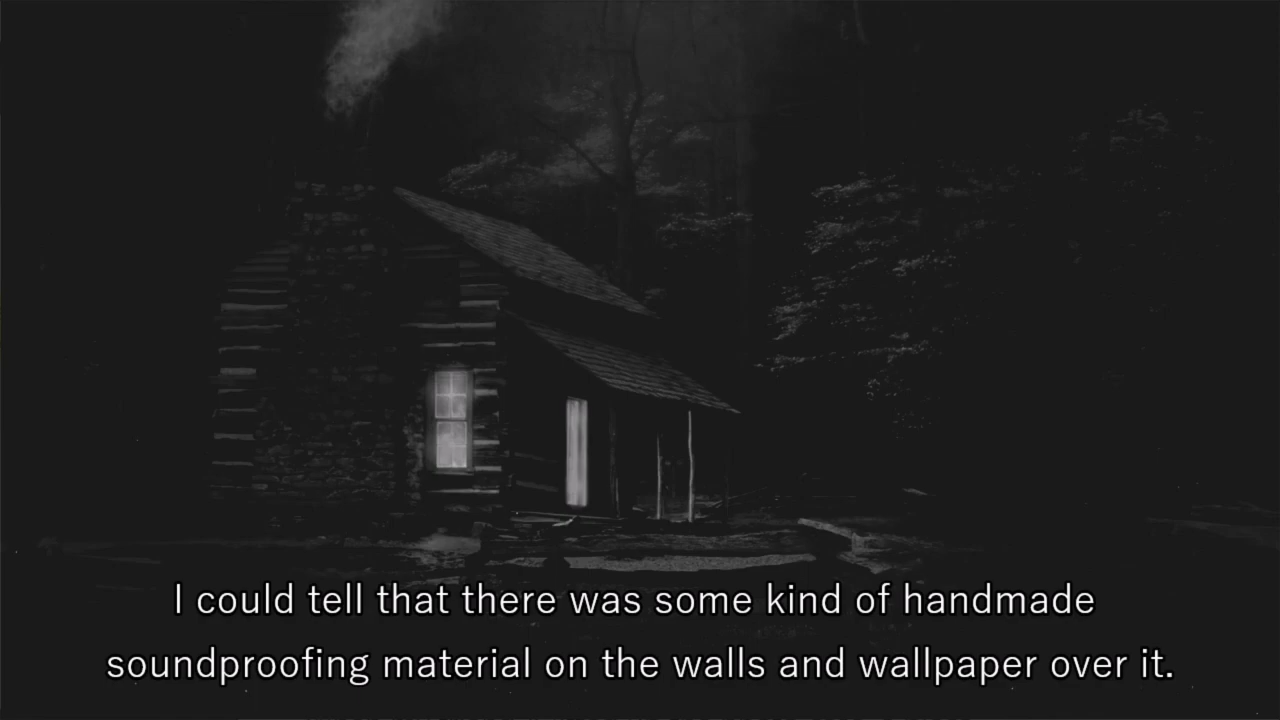 I could tell that there was some kind of handmade
soundproofing material on the walls and wallpaper over it.